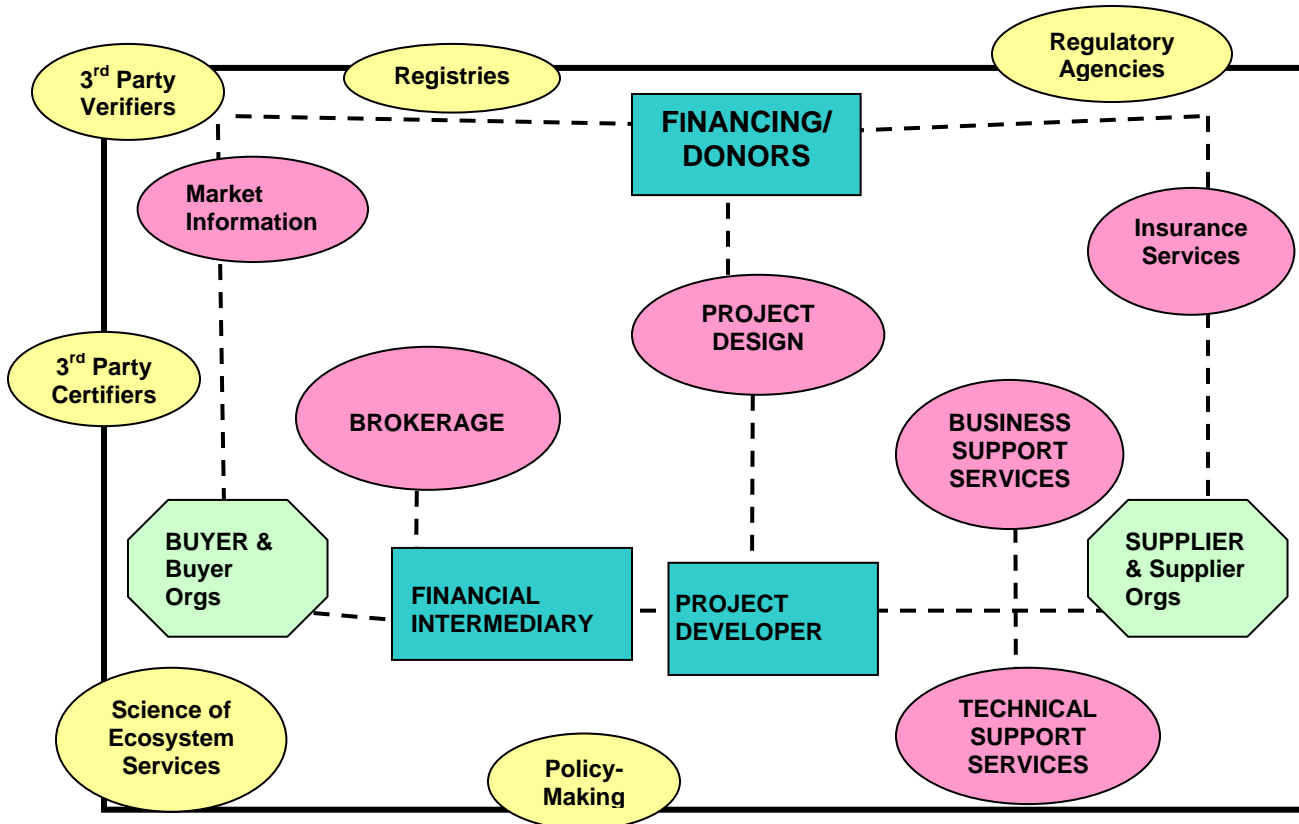 3rd Party
Verifiers
Registries
Regulatory
Agencies
FINANCING/
DONORS
Market
Information
Insurance
Services
PROJECT
DESIGN
3rd Party
Certifiers
BROKERAGE
BUSINESS
SUPPORT
SERVICES
BUYER &
Buyer
Orgs
FINANCIAL
INTERMEDIARY
PROJECT
DEVELOPER
SUPPLIER
& Supplier
Orgs
Science of
Ecosystem
Services
Policy-
Making
TECHNICAL
SUPPORT
SERVICES